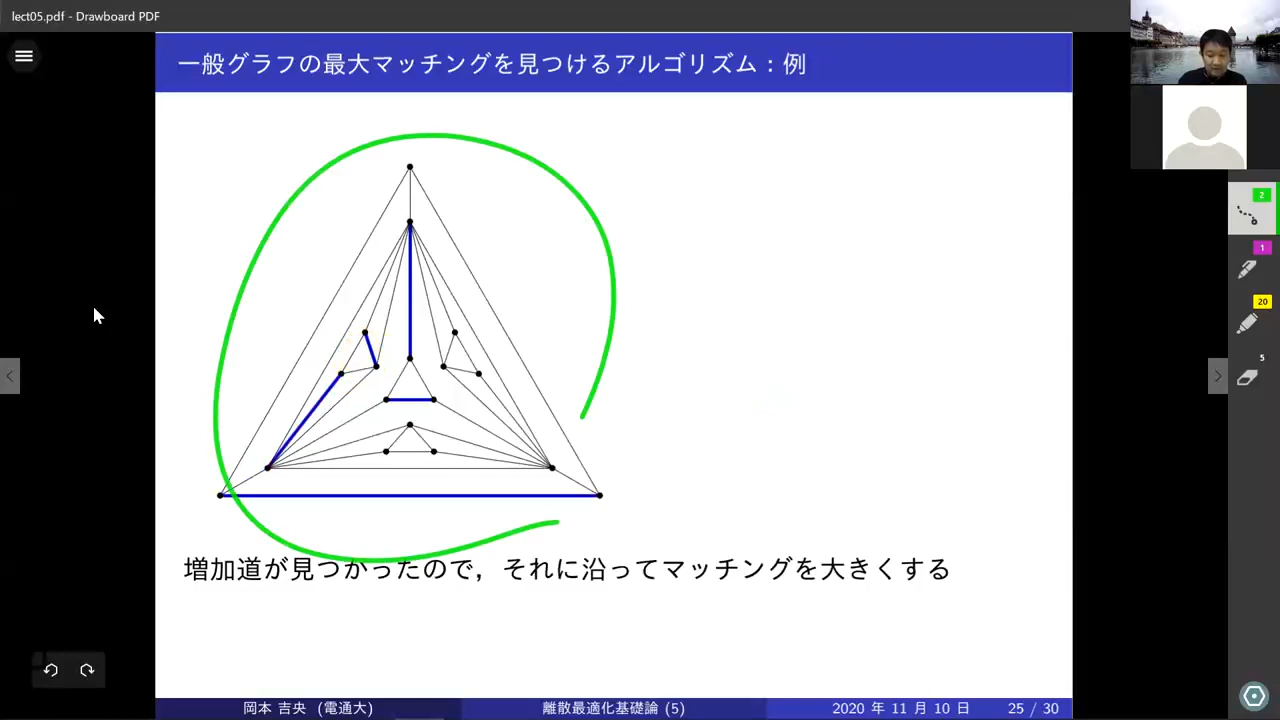 lect05.pdf - Drawboard PDF
一般グラフの最大マッチングを見つけるアルゴリズム：例
2
1
20
5
増加道が見つかったので，それに沿ってマッチングを大きくする
岡本 吉央 (電通大) 離散最適化基礎論 (5) 2020 年 11 月 10 日 25 / 30